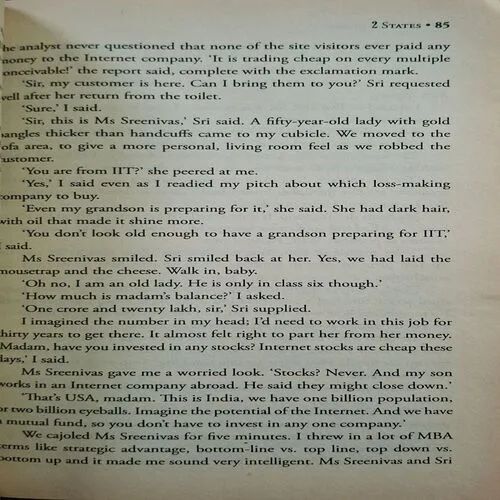 2 STATES • 85
he analyst never questioned that none of the site visitors ever paid any
noney to the Internet company. 'It is trading cheap on every multiple
onceivable!' the report said, complete with the exclamation mark.
'Sir, my customer is here. Can I bring them to you?' Sri requested
vell after her return from the toilet.
'Sure,' I said.
'Sir, this is Ms Sreenivas,' Sri said. A fifty-year-old lady with gold
angles thicker than handcuffs came to my cubicle. We moved to the
ofa area, to give a more personal, living room feel as we robbed the
ustomer.
'You are from IIT?' she peered at me.
'Yes,' I said even as I readied my pitch about which loss-making
ompany to buy.
'Even my grandson is preparing for it,' she said. She had dark hair,
with oil that made it shine more.
'You don't look old enough to have a grandson preparing for IIT,'
I said.
Ms Sreenivas smiled. Sri smiled back at her. Yes, we had laid the
mousetrap and the cheese. Walk in, baby.
'Oh no, I am an old lady. He is only in class six though.'
'How much is madam's balance?' I asked.
'One crore and twenty lakh, sir,' Sri supplied.
I imagined the number in my head; I'd need to work in this job for
hirty years to get there. It almost felt right to part her from her money.
'Madam, have you invested in any stocks? Internet stocks are cheap these
lays,' I said.
Ms Sreenivas gave me a worried look. 'Stocks? Never. And my son
works in an Internet company abroad. He said they might close down.'
'That's USA, madam. This is India, we have one billion population,
or two billion eyeballs. Imagine the potential of the Internet. And we have
a mutual fund, so you don't have to invest in any one company.'
We cajoled Ms Sreenivas for five minutes. I threw in a lot of MBA
erms like strategic advantage, bottom-line vs. top line, top down vs.
bottom up and it made me sound very intelligent. Ms Sreenivas and Sri